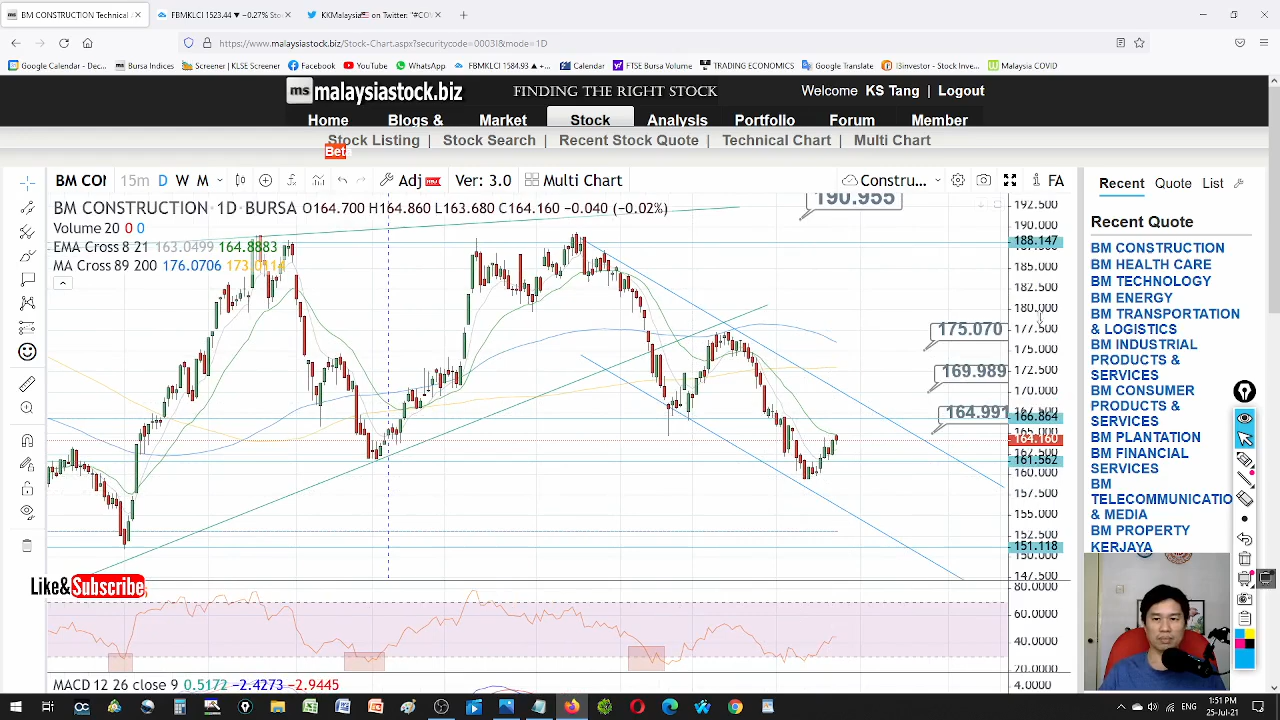 BM CONSTRUCTION Technical
FBMKLCI 1523.44 ▼ -0.27% Sto
KKMalaysia on Twitter: "#CO
https://www.malaysiastock.biz/Stock-Chart.aspx?securitycode=0003I&mode=1D
Google Calendar - Dec... Bursa Indices Screener | KLSE Screener Facebook YouTube WhatsApp FBMKLCI 1584.93 ▲ +... Calendar FTSE Bursa Volume TRADING ECONOMICS Google Translate i3investor - Stock Inve... Malaysia COVID
ms malaysiastock.biz FINDING THE RIGHT STOCK Welcome KS Tang | Logout
Home Blogs & Market Stock Analysis Portfolio Forum Member
Stock Listing | Stock Search | Recent Stock Quote | Technical Chart | Multi Chart
Bet
BM CO 15m D W M Adj Ver: 3.0 Multi Chart Constru... FA
BM CONSTRUCTION · 1D · BURSA O164.700 H164.860 L163.680 C164.160 −0.040 (−0.02%)
Volume 20 0 0
EMA Cross 8 21 163.0499 164.8883
MA Cross 89 200 176.0706
190.955
175.070
169.989
164.991
192.500
190.000
188.147
185.000
182.500
180.000
177.500
175.000
172.500
170.000
166.864
165.000
164.160
161.562
160.000
157.500
155.000
152.500
151.118
150.000
147.500
80.0000
60.0000
40.0000
20.0000
4.0000
Like& Subscribe
MACD 12 26 close 9 0.5172 −2.4273 −2.9445
Recent Quote List
Recent Quote
BM CONSTRUCTION
BM HEALTH CARE
BM TECHNOLOGY
BM ENERGY
BM TRANSPORTATION
& LOGISTICS
BM INDUSTRIAL
PRODUCTS &
SERVICES
BM CONSUMER
PRODUCTS &
SERVICES
BM PLANTATION
BM FINANCIAL
SERVICES
BM
TELECOMMUNICATIO
& MEDIA
BM PROPERTY
KERJAYA
1:51 PM
25-Jul-21